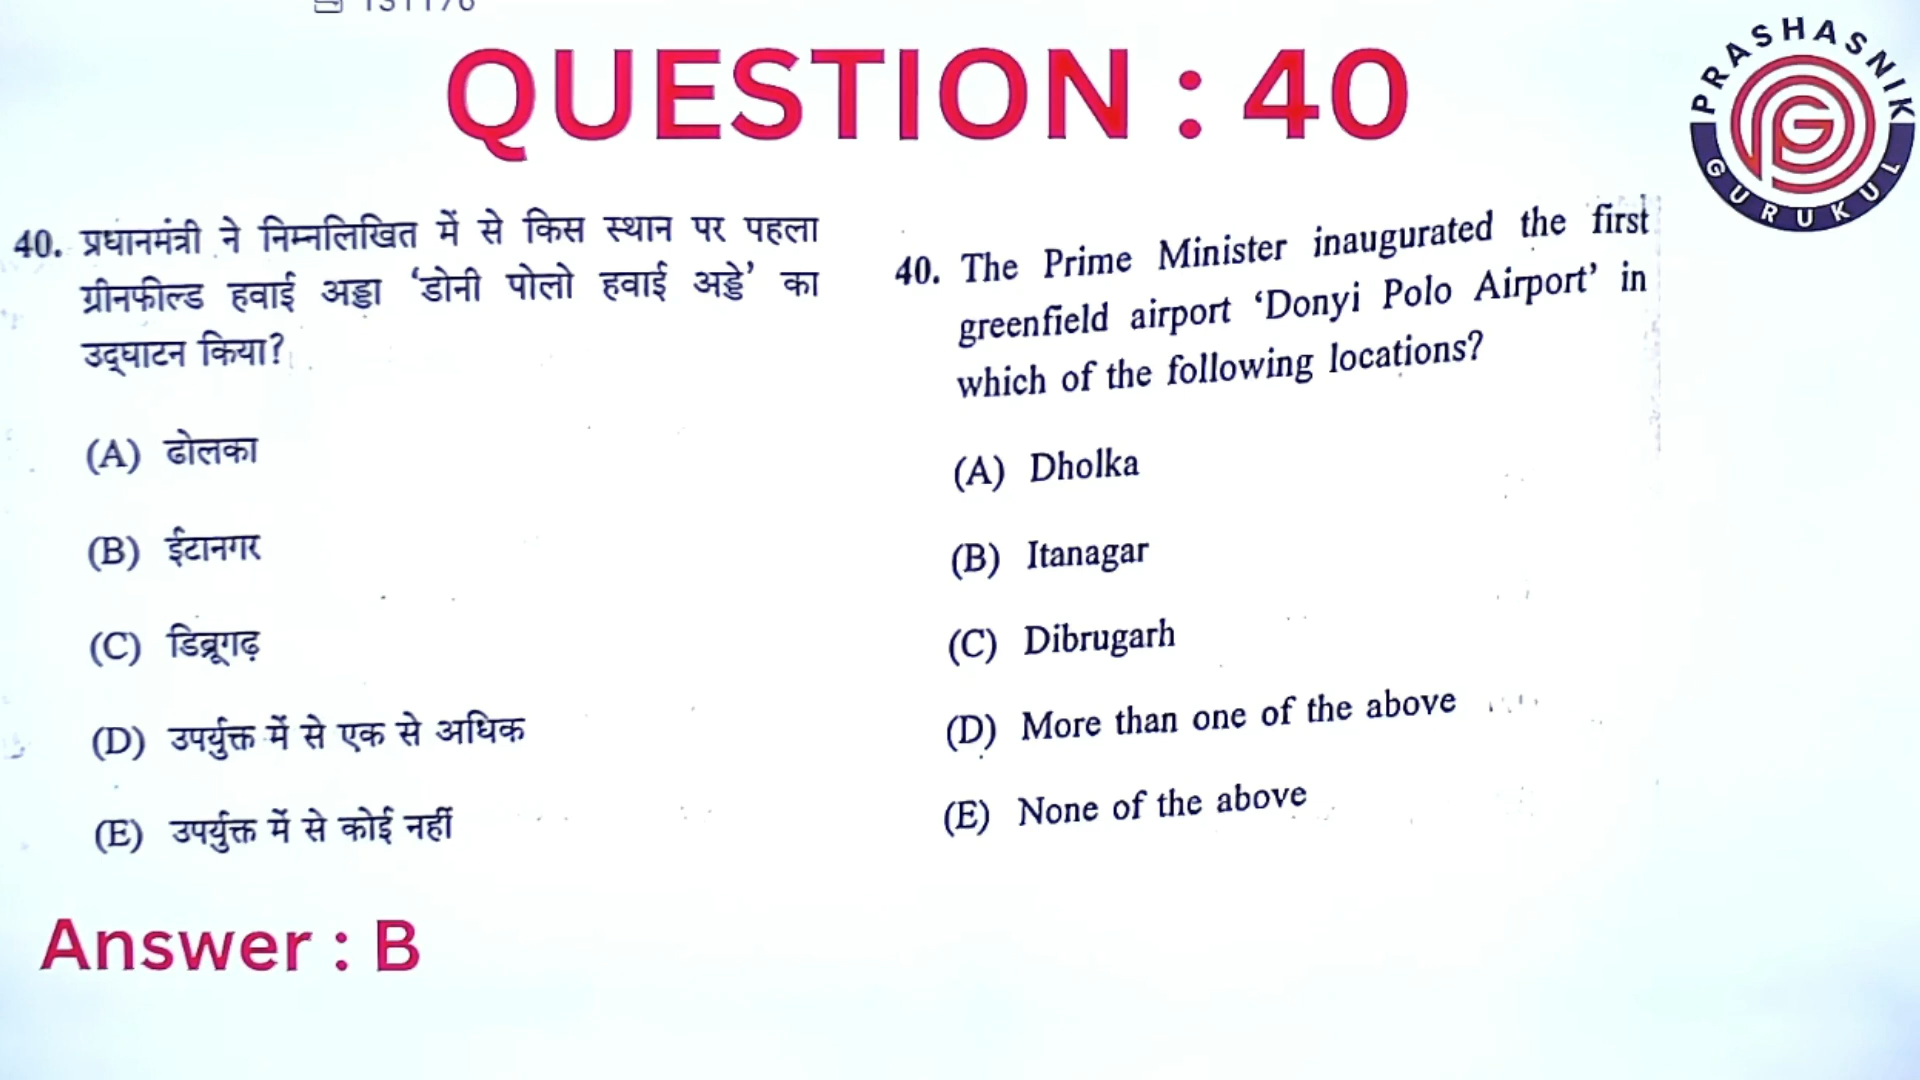 QUESTION : 40
PRASHASNIK
GURUKUL
40. प्रधानमंत्री ने निम्नलिखित में से किस स्थान पर पहला
ग्रीनफील्ड हवाई अड्डा ‘डोनी पोलो हवाई अड्डे’ का
उद्घाटन किया?
(A) ढोलका
(B) ईटानगर
(C) डिब्रूगढ़
(D) उपर्युक्त में से एक से अधिक
(E) उपर्युक्त में से कोई नहीं
40. The Prime Minister inaugurated the first
greenfield airport ‘Donyi Polo Airport’ in
which of the following locations?
(A) Dholka
(B) Itanagar
(C) Dibrugarh
(D) More than one of the above
(E) None of the above
Answer : B